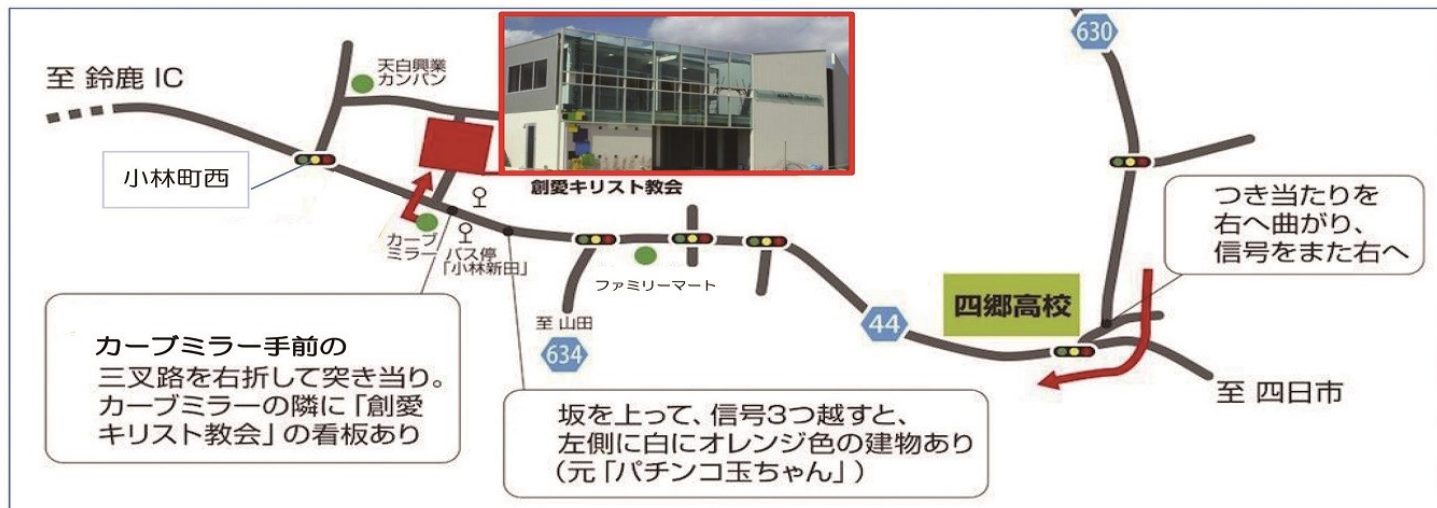 至 鈴鹿 IC
天白興業
カンバン
630
小林町西
創愛キリスト教会
カーブ
ミラー
バス停
「小林新田」
ファミリーマート
つき当たりを
右へ曲がり、
信号をまた右へ
四郷高校
44
至 山田
634
至 四日市
カーブミラー手前の
三叉路を右折して突き当り。
カーブミラーの隣に「創愛
キリスト教会」の看板あり
坂を上って、信号3つ越すと、
左側に白にオレンジ色の建物あり
(元「パチンコ玉ちゃん」)